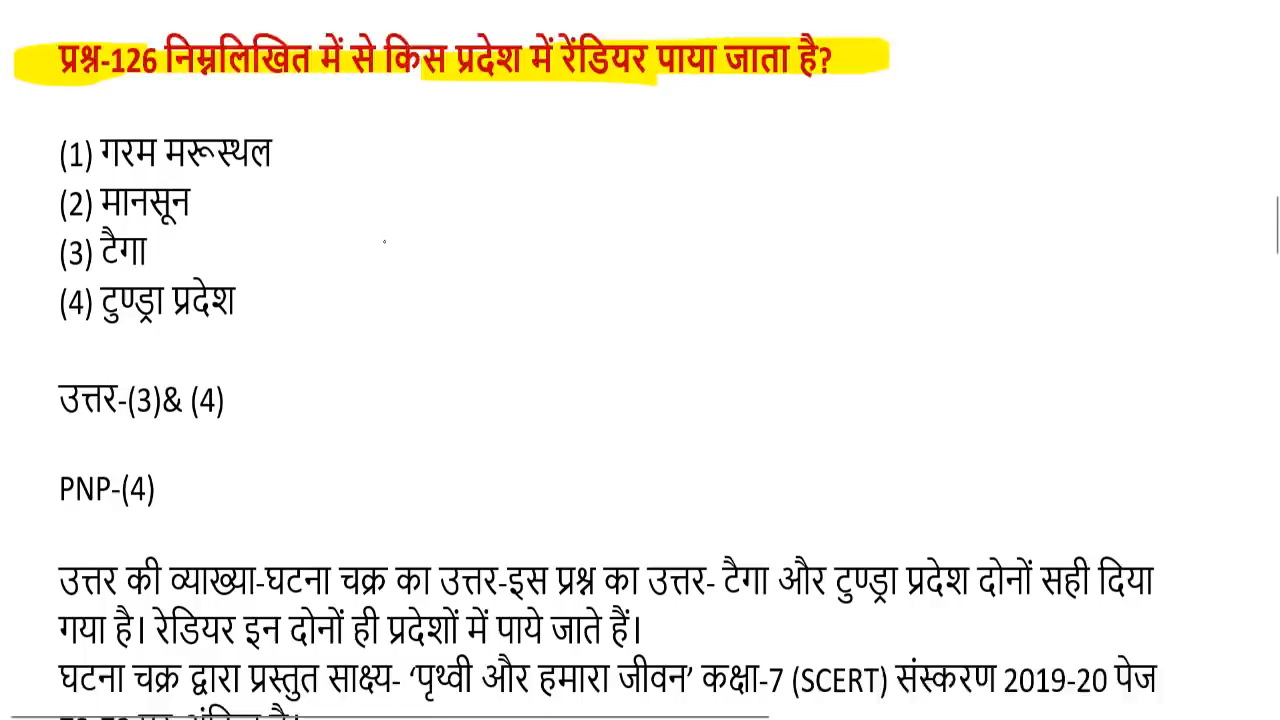 प्रश्न-126 निम्नलिखित में से किस प्रदेश में रेंडियर पाया जाता है?
(1) गरम मरूस्थल
(2) मानसून
(3) टैगा
(4) टुण्ड्रा प्रदेश
उत्तर-(3)& (4)
PNP-(4)
उत्तर की व्याख्या-घटना चक्र का उत्तर-इस प्रश्न का उत्तर- टैगा और टुण्ड्रा प्रदेश दोनों सही दिया
गया है। रेडियर इन दोनों ही प्रदेशों में पाये जाते हैं।
घटना चक्र द्वारा प्रस्तुत साक्ष्य- ‘पृथ्वी और हमारा जीवन’ कक्षा-7 (SCERT) संस्करण 2019-20 पेज